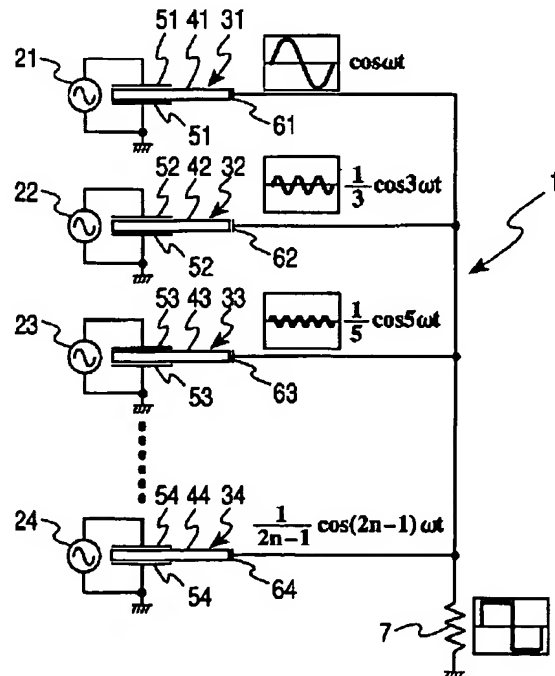 51 41 31
21
cosωt
51
61
52 42 32
22
1/3 cos3ωt
1
52
62
53 43 33
23
1/5 cos5ωt
53
63
54 44 34
24
1/2n-1 cos(2n-1)ωt
54
64
7